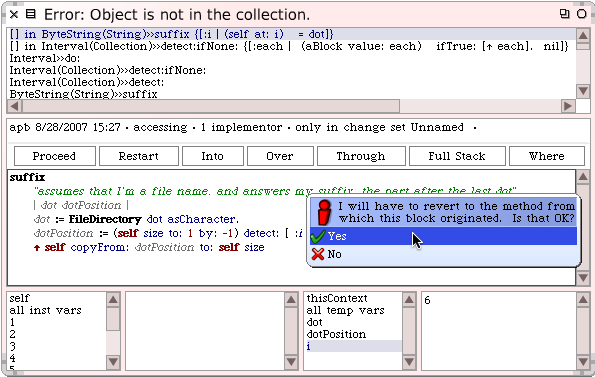 Error: Object is not in the collection.
[] in ByteString(String)>>suffix {[:i | (self at: i) = dot]}
[] in Interval(Collection)>>detect:ifNone: {[:each | (aBlock value: each) ifTrue: [+ each]. nil]}
Interval>>do:
Interval(Collection)>>detect:ifNone:
Interval(Collection)>>detect:
ByteString(String)>>suffix
apb 8/28/2007 15:27 · accessing · 1 implementor · only in change set Unnamed ·
Proceed Restart Into Over Through Full Stack Where
suffix
"assumes that I'm a file name, and answers my suffix, the part after the last dot"
| dot dotPosition |
dot := FileDirectory dot asCharacter.
dotPosition := (self size to: 1 by: -1) detect: [ :i
↑ self copyFrom: dotPosition to: self size
I will have to revert to the method from
which this block originated. Is that OK?
Yes
No
self
all inst vars
1
2
3
4
5
thisContext
all temp vars
dot
dotPosition
i
6